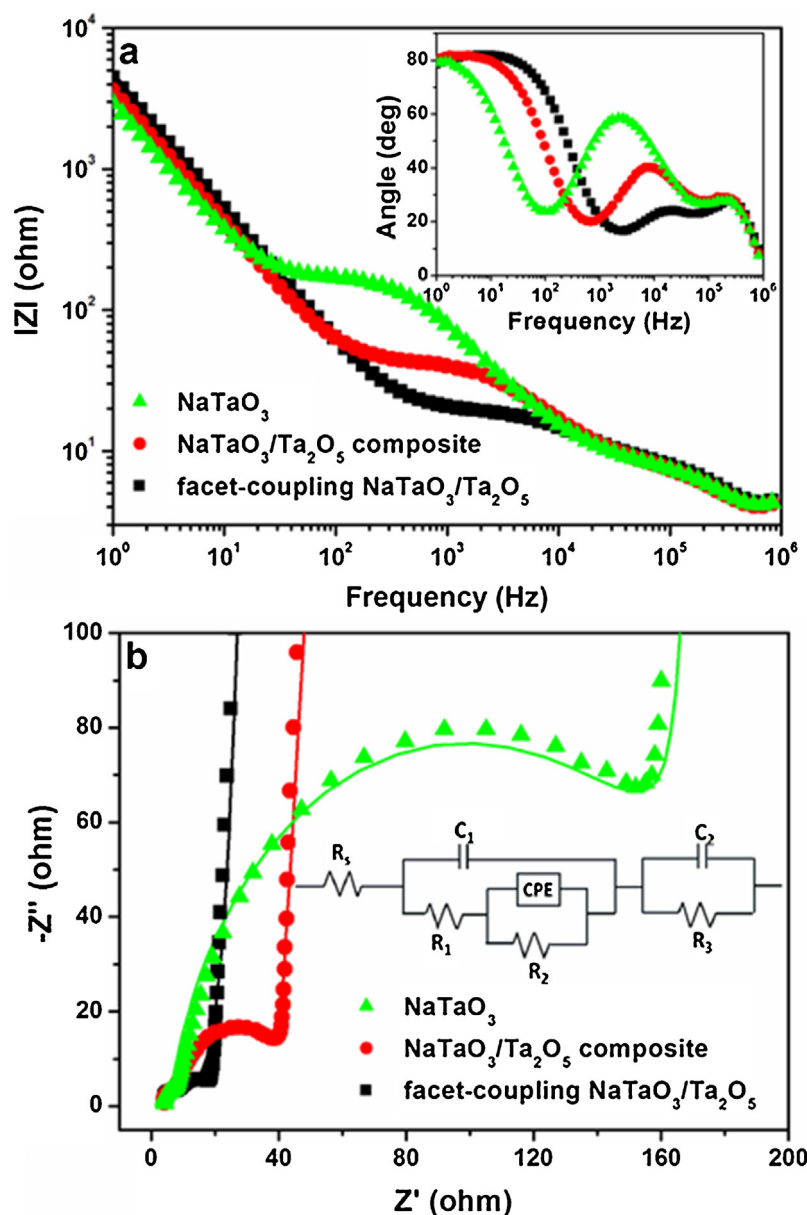 a
10⁴
10³
10²
10¹
|Z| (ohm)
10⁰ 10¹ 10² 10³ 10⁴ 10⁵ 10⁶
Frequency (Hz)
NaTaO₃
NaTaO₃/Ta₂O₅ composite
facet-coupling NaTaO₃/Ta₂O₅
80
60
40
20
0
Angle (deg)
10⁰ 10¹ 10² 10³ 10⁴ 10⁵ 10⁶
Frequency (Hz)
b
100
80
60
40
20
0
-Z'' (ohm)
0 40 80 120 160 200
Z' (ohm)
Rₛ
C₁
CPE
R₁
R₂
C₂
R₃
NaTaO₃
NaTaO₃/Ta₂O₅ composite
facet-coupling NaTaO₃/Ta₂O₅